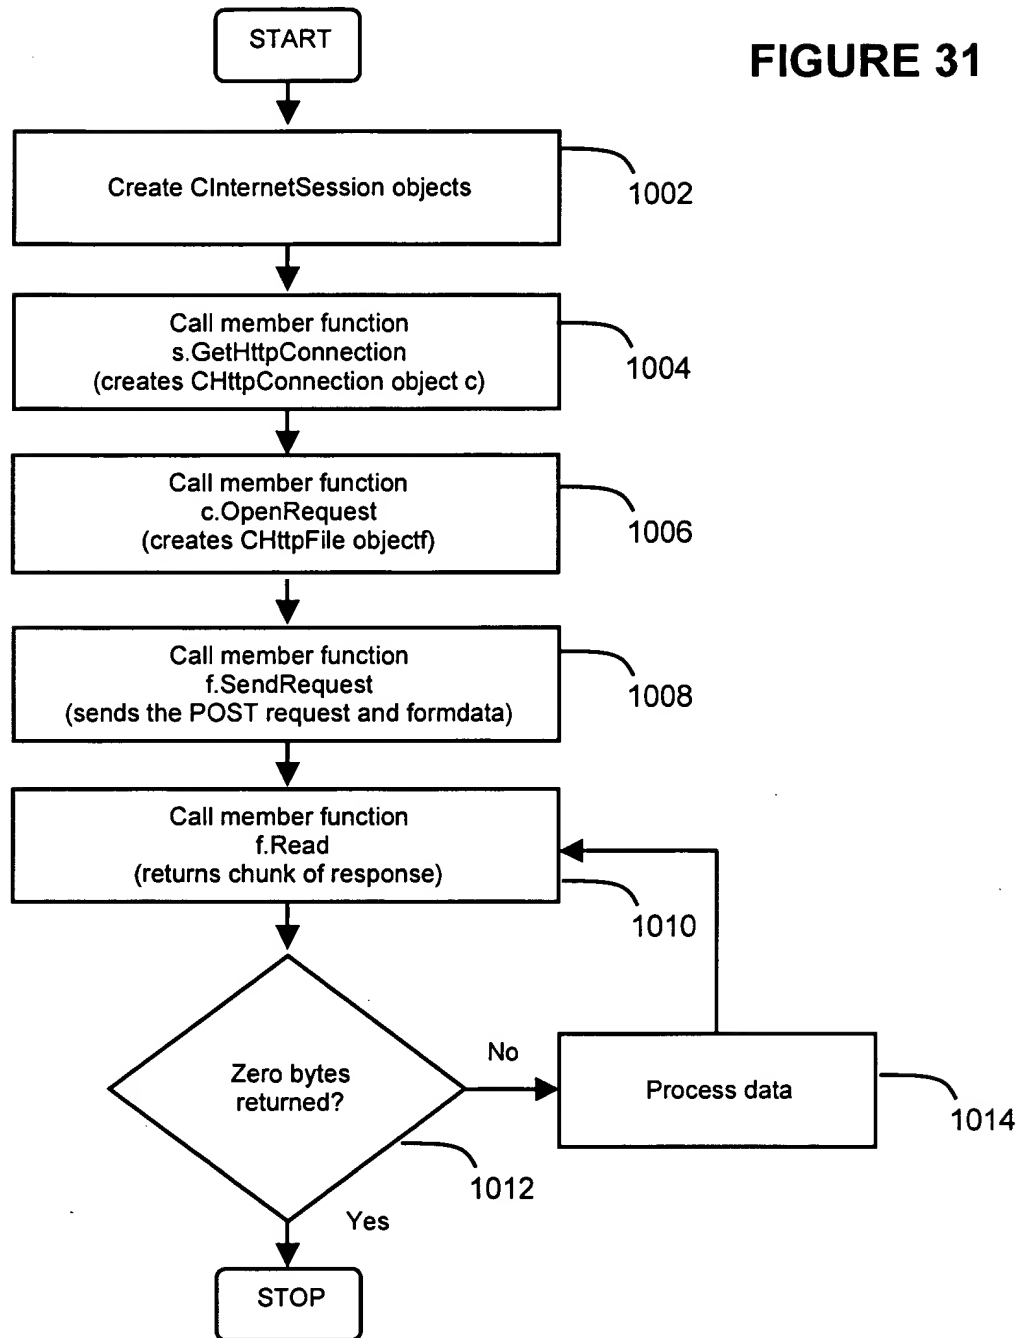 START
FIGURE 31
Create CInternetSession objects
1002
Call member function
s.GetHttpConnection
(creates CHttpConnection object c)
1004
Call member function
c.OpenRequest
(creates CHttpFile objectf)
1006
Call member function
f.SendRequest
(sends the POST request and formdata)
1008
Call member function
f.Read
(returns chunk of response)
1010
Zero bytes
returned?
No
Process data
1014
1012
Yes
STOP